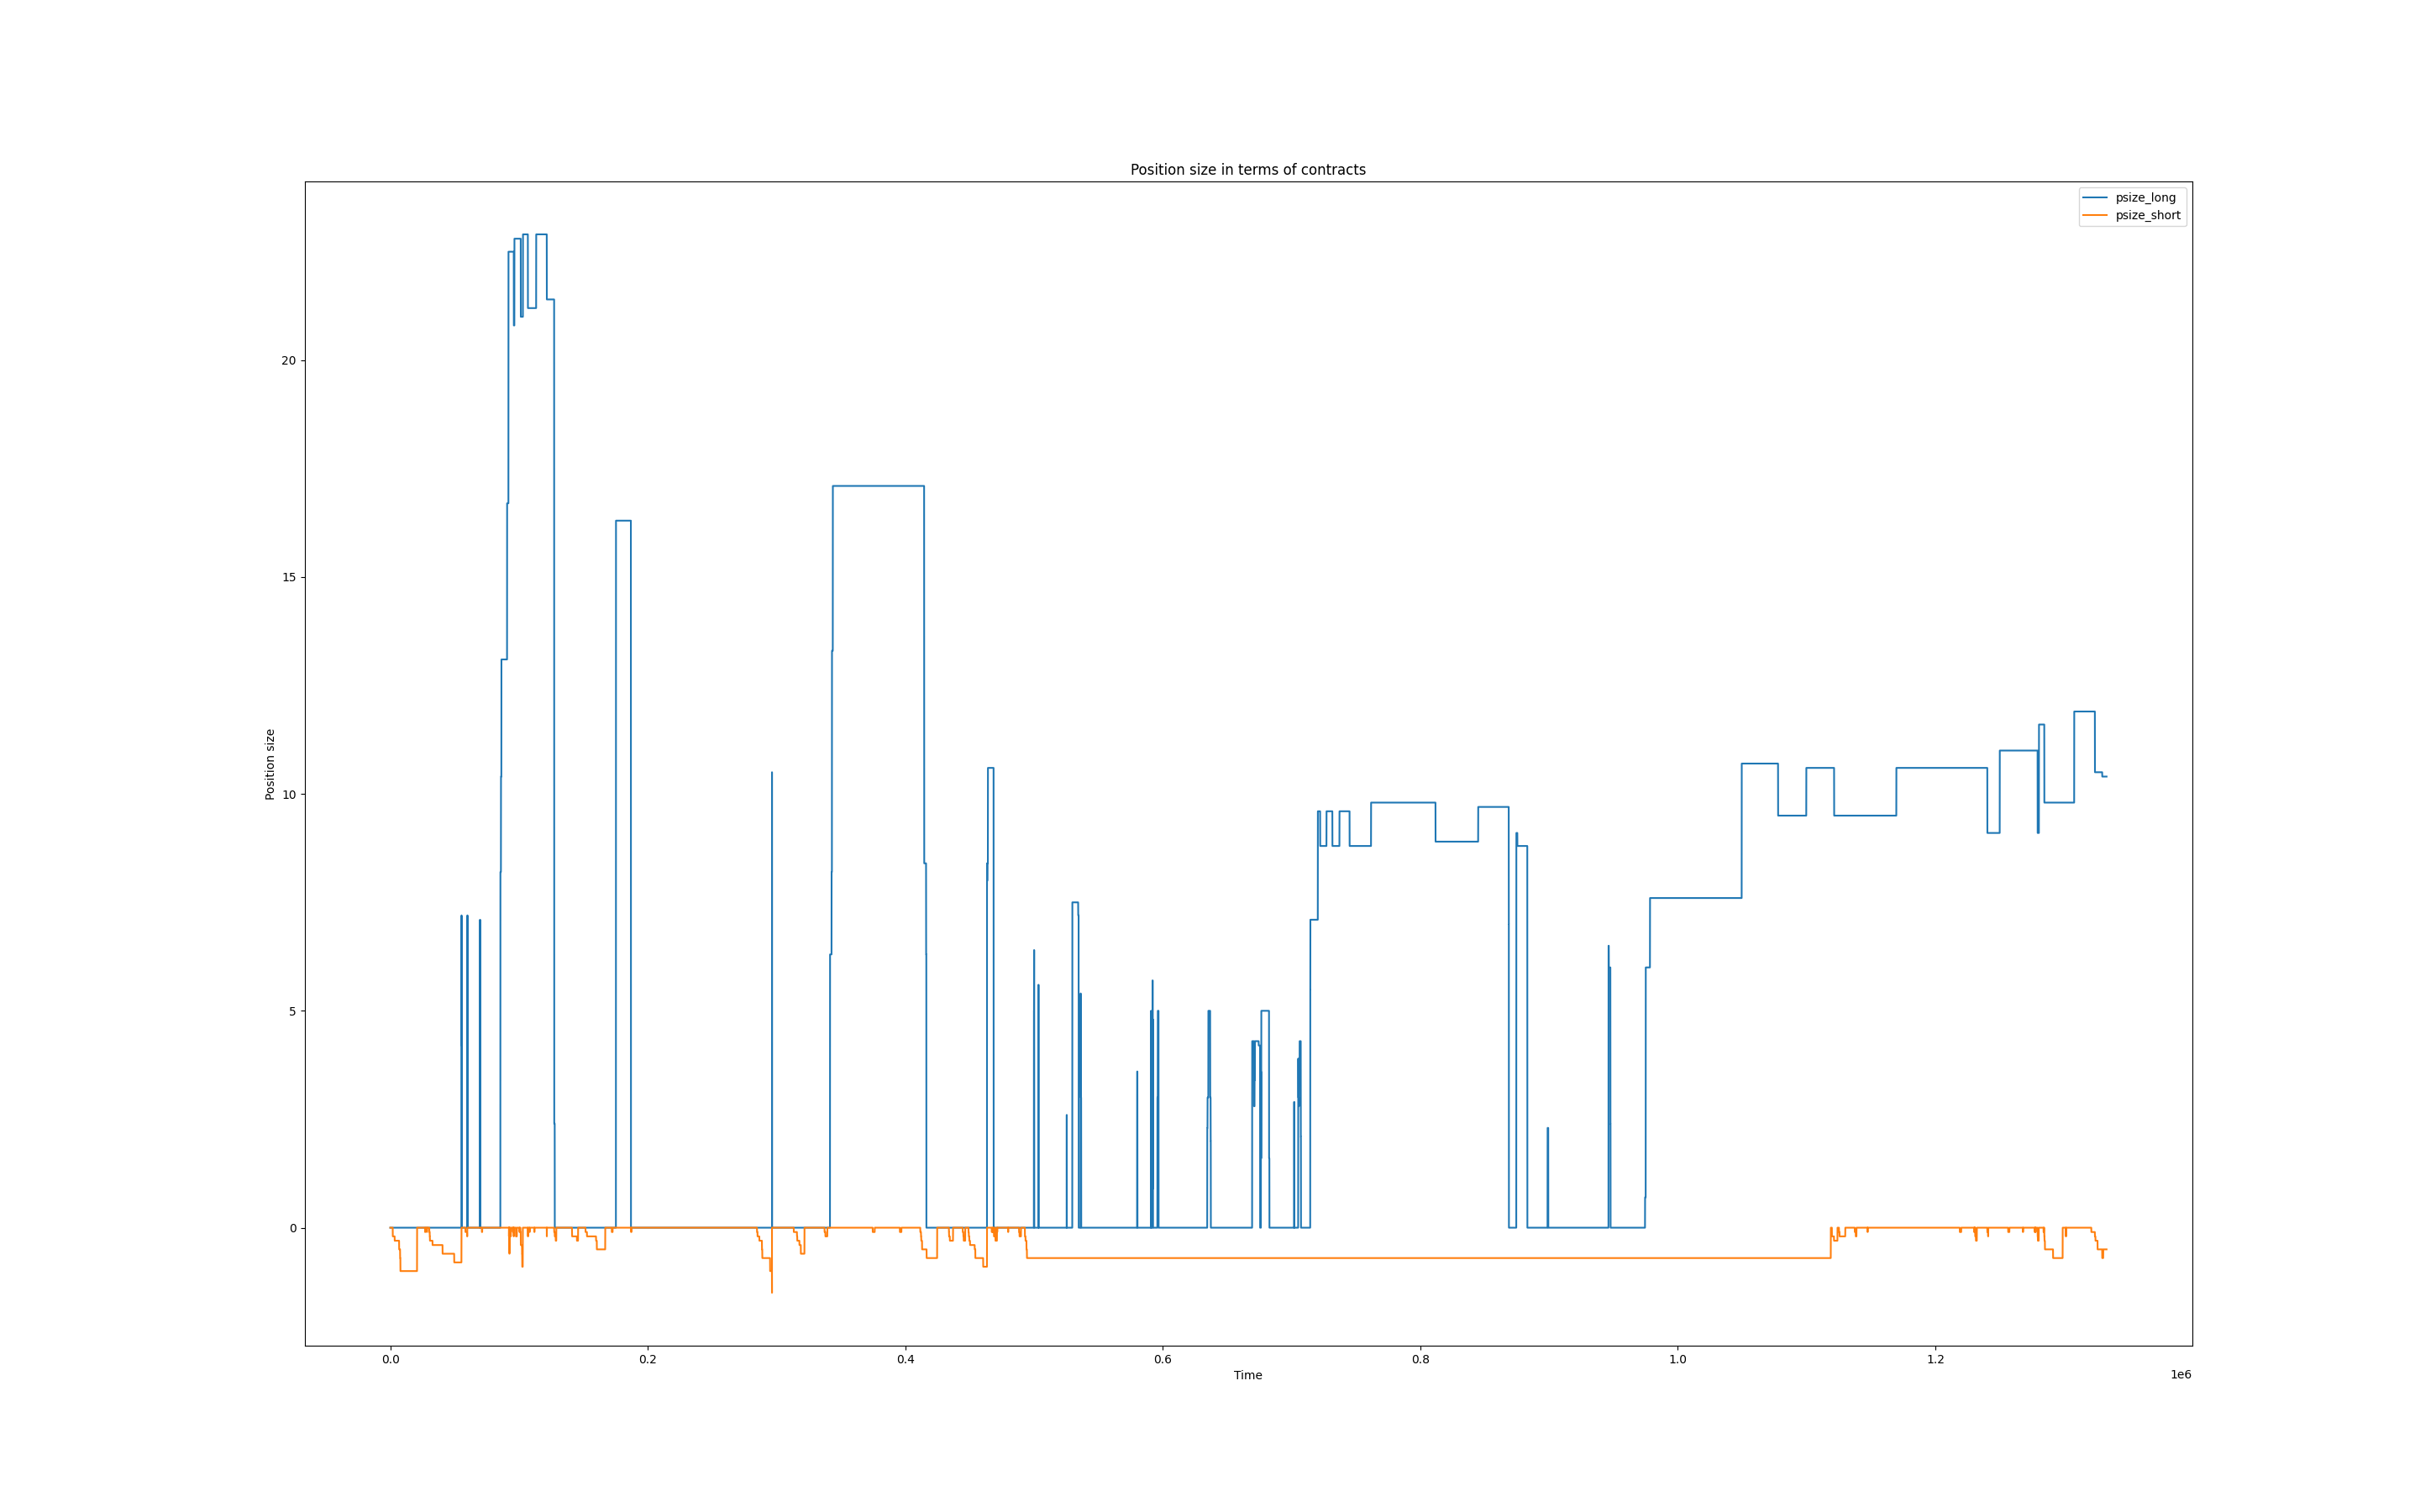 Position size in terms of contracts
psize_long
psize_short
Position size
20
15
10
5
0
0.0 0.2 0.4 0.6 0.8 1.0 1.2
Time
1e6